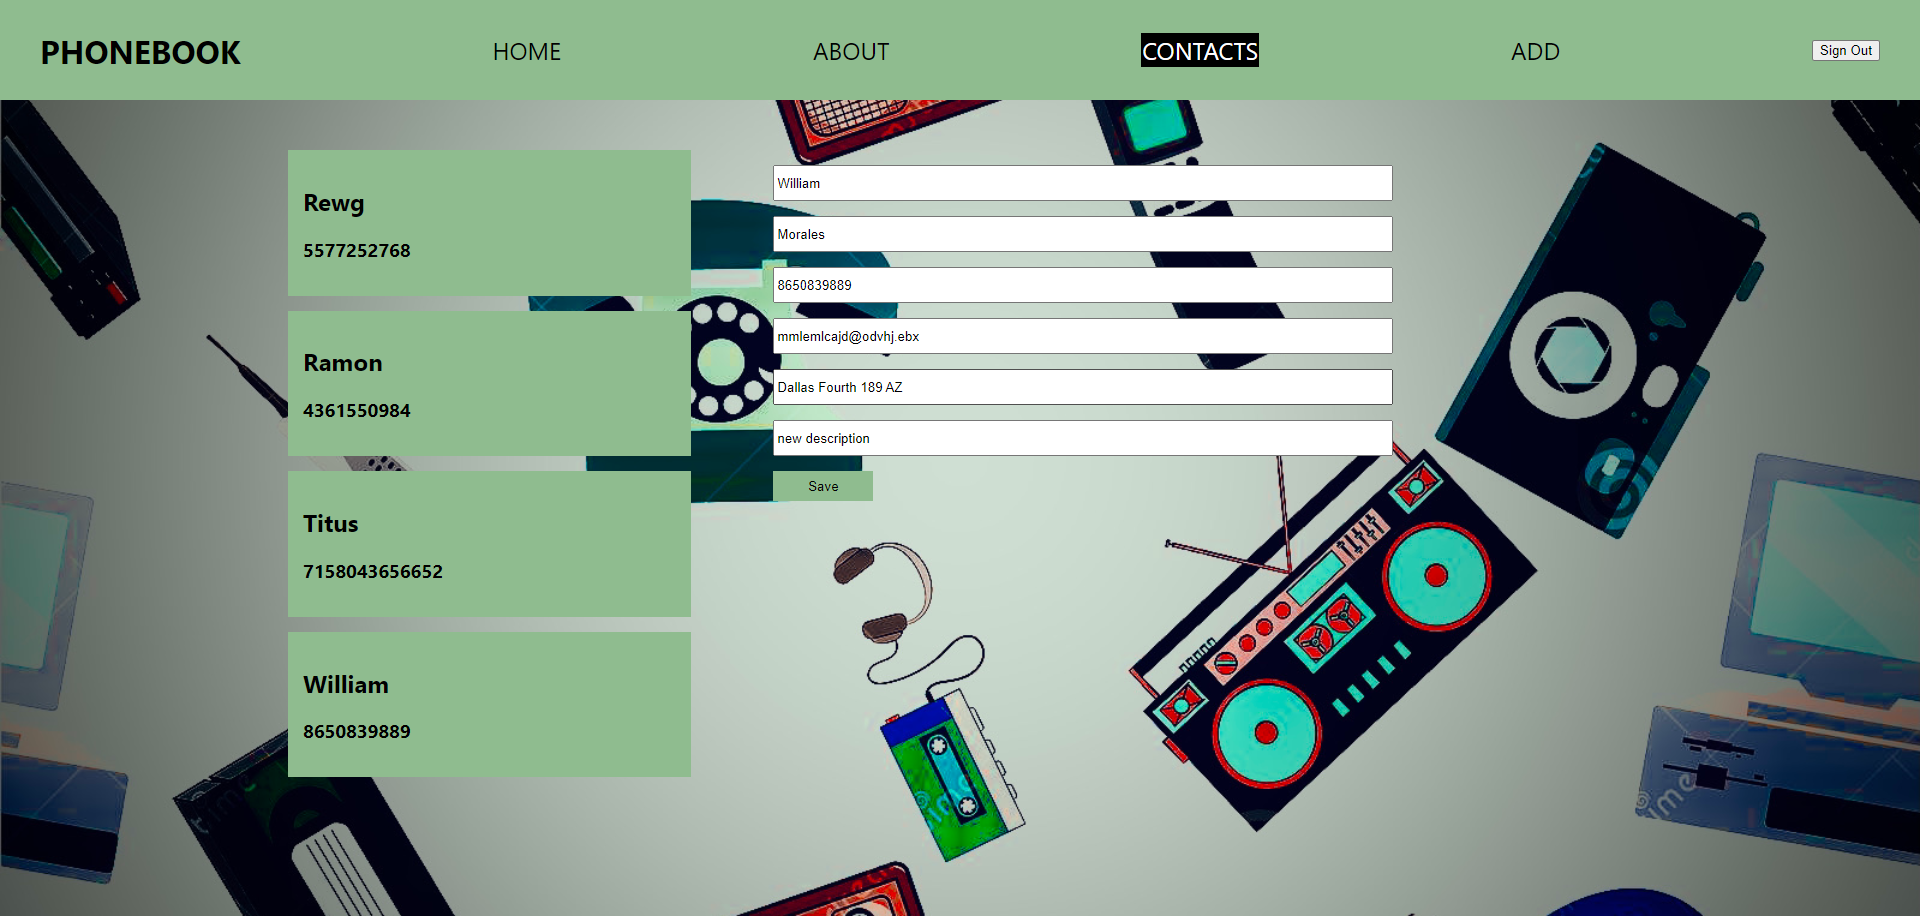 PHONEBOOK
HOME
ABOUT
CONTACTS
ADD
Sign Out
Rewg
5577252768
Ramon
4361550984
Titus
7158043656652
William
8650839889
William
Morales
8650839889
mmlemlcajd@odvhj.ebx
Dallas Fourth 189 AZ
new description
Save